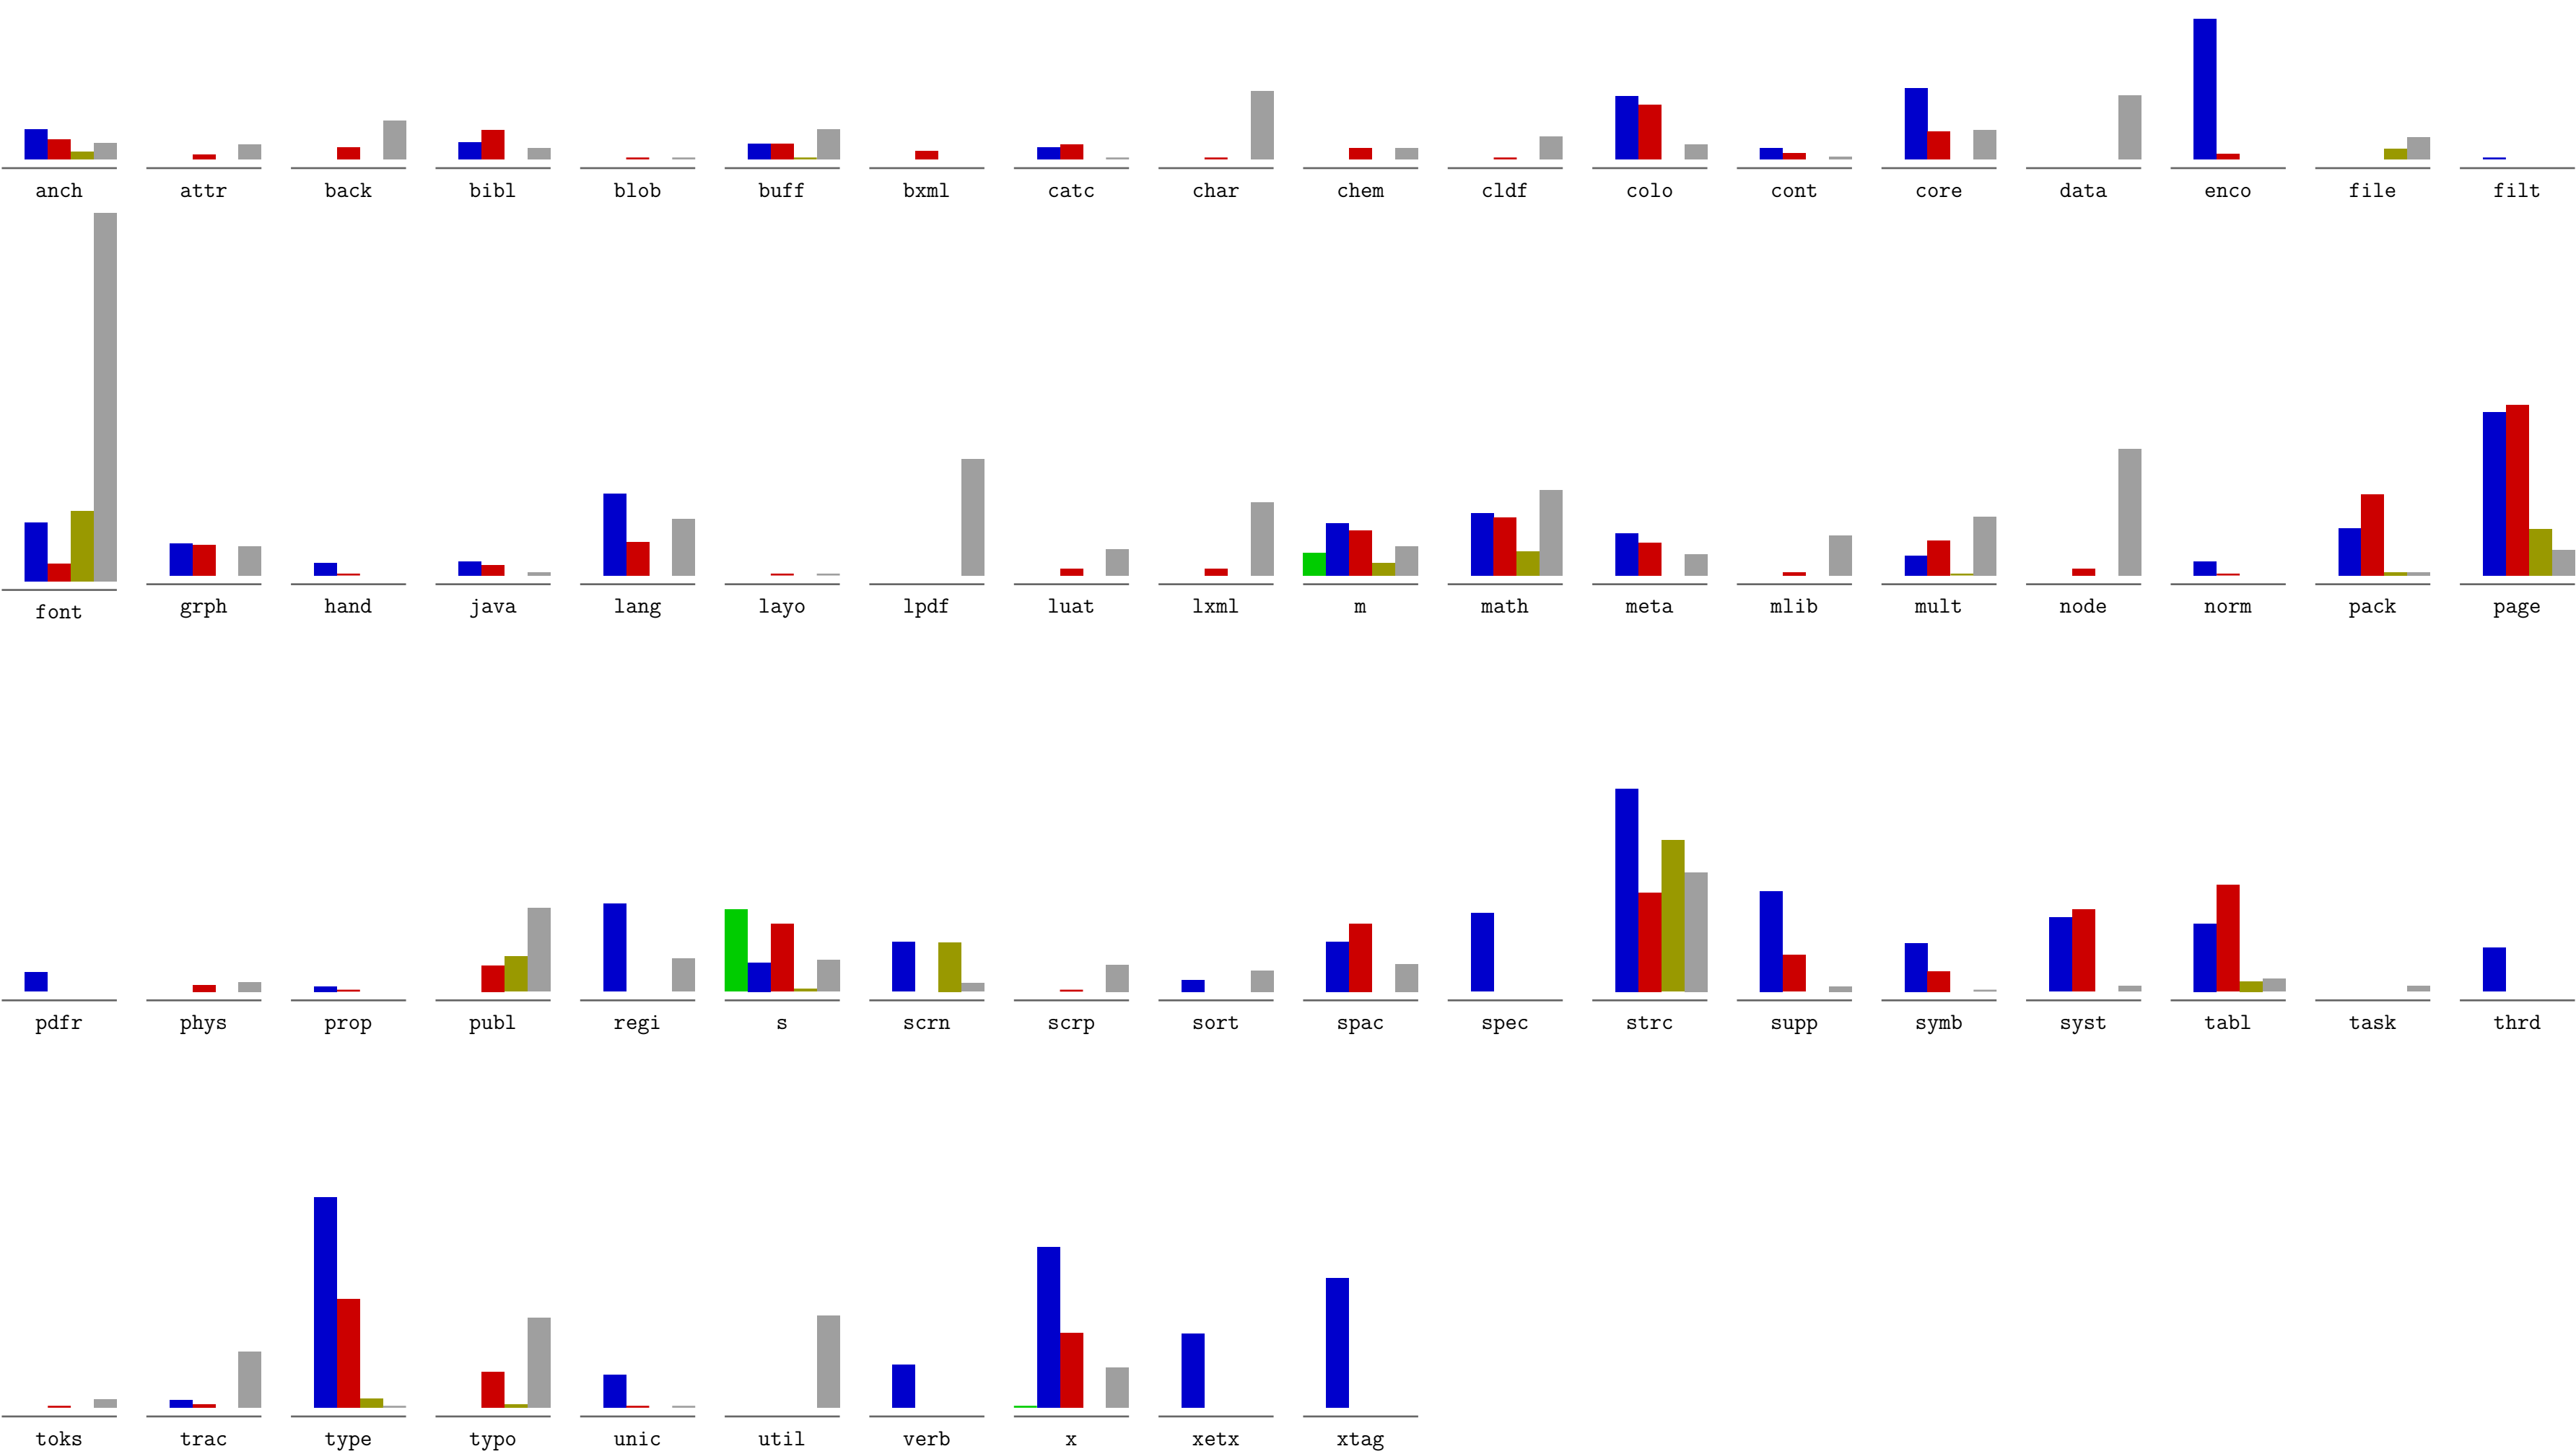 anch attr back bibl blob buff bxml catc char chem cldf colo cont core data enco file filt
font grph hand java lang layo lpdf luat lxml m math meta mlib mult node norm pack page
pdfr phys prop publ regi s scrn scrp sort spac spec strc supp symb syst tabl task thrd
toks trac type typo unic util verb x xetx xtag